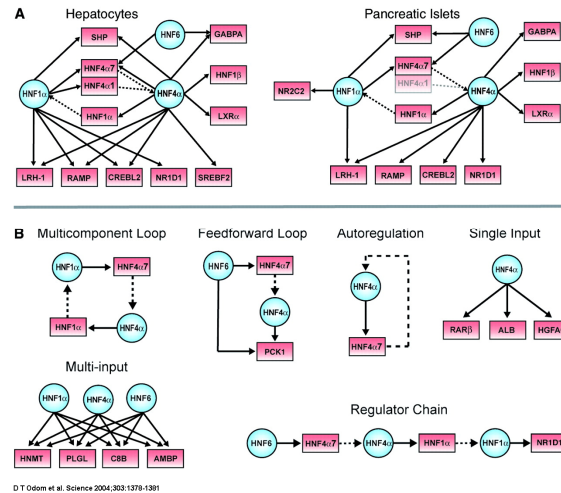 A
Hepatocytes
Pancreatic Islets
SHP
HNF6
GABPA
HNF4α7
HNF4α1
HNF1α
HNF4α
HNF1β
HNF1α
LXRα
LRH-1
RAMP
CREBL2
NR1D1
SREBF2
SHP
HNF6
GABPA
HNF4α7
HNF4α1
NR2C2
HNF1α
HNF4α
HNF1β
HNF1α
LXRα
LRH-1
RAMP
CREBL2
NR1D1
B
Multicomponent Loop
Feedforward Loop
Autoregulation
Single Input
HNF1α
HNF4α7
HNF1α
HNF4α
HNF6
HNF4α7
HNF4α
PCK1
HNF4α
HNF4α7
HNF4α
RARβ
ALB
HGFA
Multi-input
HNF1α
HNF4α
HNF6
HNMT
PLGL
C8B
AMBP
Regulator Chain
HNF6
HNF4α7
HNF4α
HNF1α
HNF1α
NR1D1
D T Odom et al. Science 2004;303:1378-1381